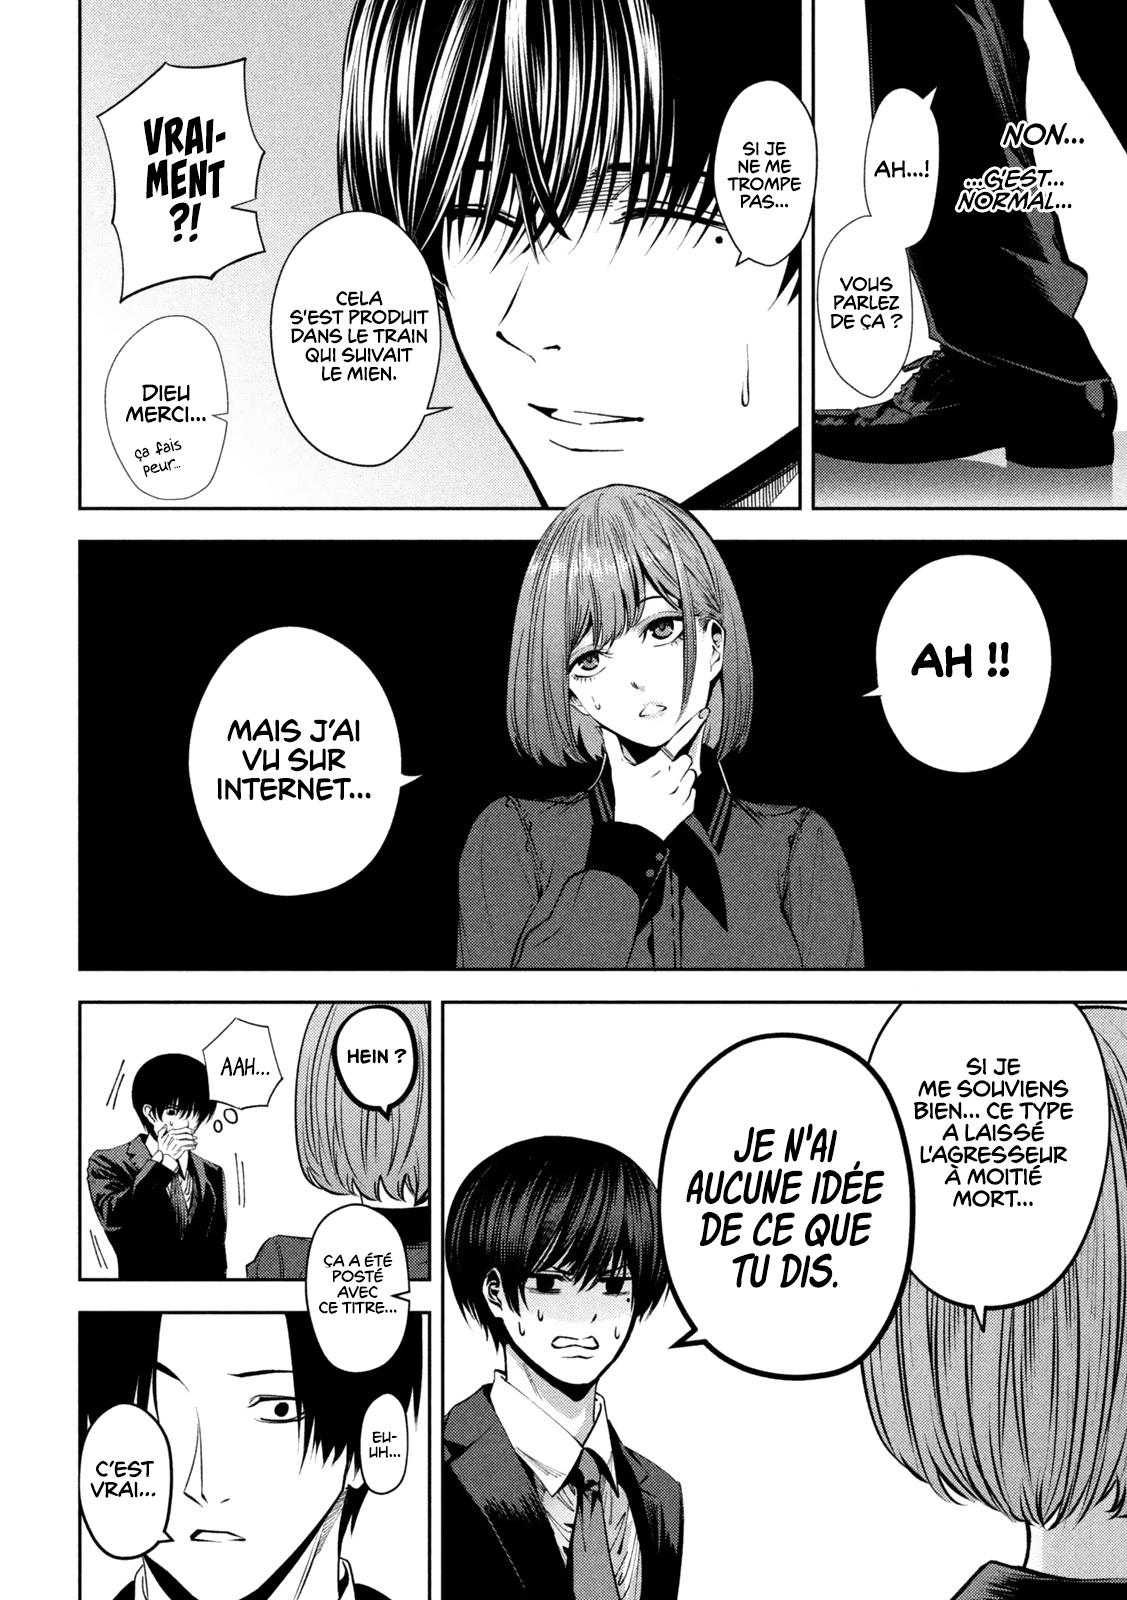 NON...
...C'EST...
NORMAL...
AH...!
VOUS
PARLEZ
DE ÇA ?
SI JE
NE ME
TROMPE
PAS...
CELA
S'EST PRODUIT
DANS LE TRAIN
QUI SUIVAIT
LE MIEN.
VRAI-
MENT
?!
DIEU
MERCI...
ça fais
peur...
AH !!
MAIS J'AI
VU SUR
INTERNET...
SI JE
ME SOUVIENS
BIEN... CE TYPE
A LAISSÉ
L'AGRESSEUR
À MOITIÉ
MORT...
JE N'AI
AUCUNE IDÉE
DE CE QUE
TU DIS.
HEIN ?
AAH...
ÇA A ÉTÉ
POSTÉ
AVEC
CE TITRE...
EU-
UH...
C'EST
VRAI...